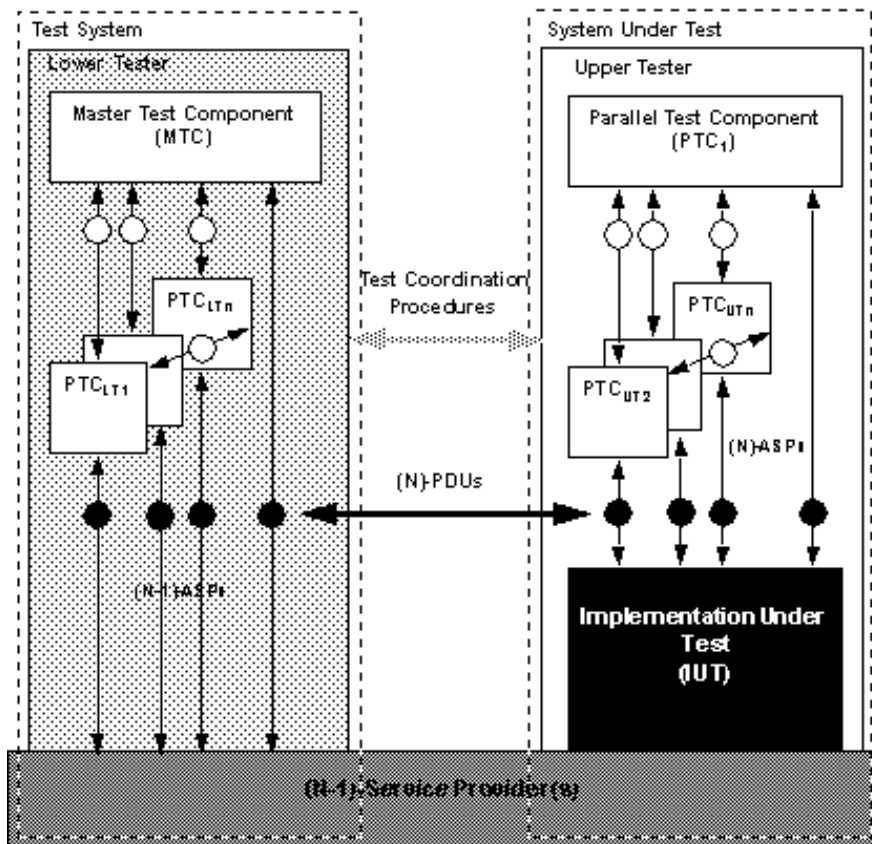 Test System
Lower Tester
Master Test Component
(MTC)
PTC LTn
PTC LT1
(N-1)-ASPs
Test Coordination
Procedures
(N)-PDUs
System Under Test
Upper Tester
Parallel Test Component
(PTC1)
PTC UTn
PTC UT2
(N)-ASPs
Implementation Under
Test
(IUT)
(N-1)-Service Provider(s)